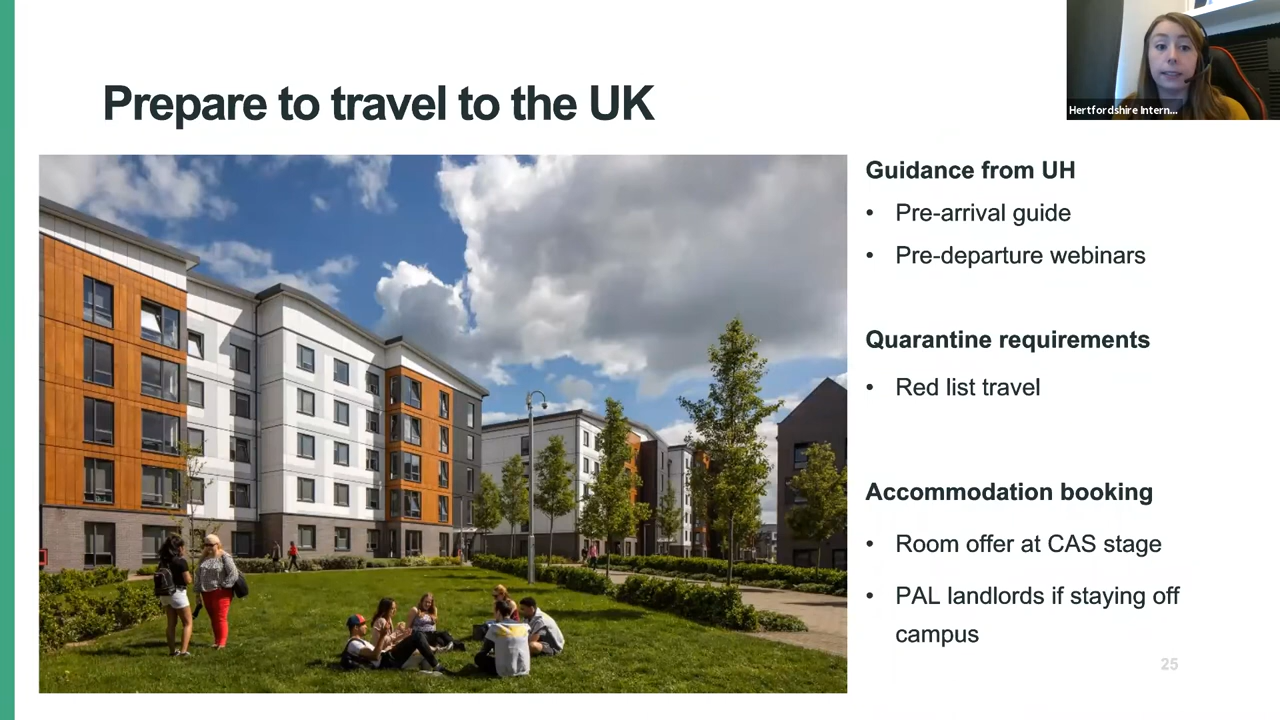 Prepare to travel to the UK
Hertfordshire Intern...
Guidance from UH
• Pre-arrival guide
• Pre-departure webinars
Quarantine requirements
• Red list travel
Accommodation booking
• Room offer at CAS stage
• PAL landlords if staying off
campus
25